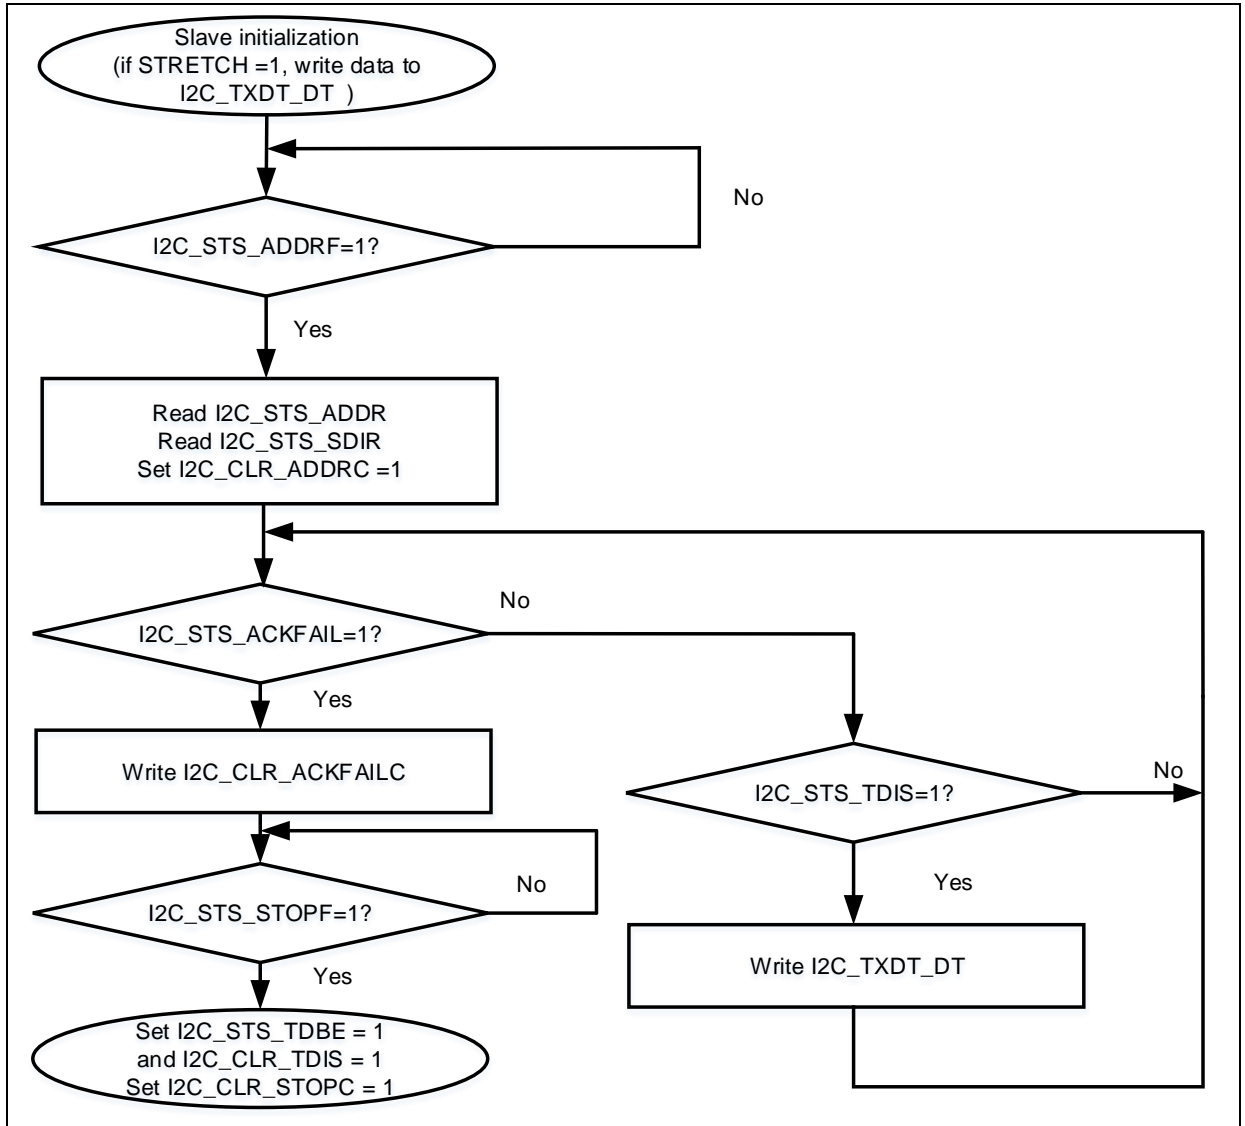 Slave initialization
(if STRETCH =1, write data to
I2C_TXDT_DT  )
No
I2C_STS_ADDRF=1?
Yes
Read I2C_STS_ADDR
Read I2C_STS_SDIR
Set I2C_CLR_ADDRC =1
No
I2C_STS_ACKFAIL=1?
Yes
Write I2C_CLR_ACKFAILC
I2C_STS_TDIS=1?
No
No
Yes
I2C_STS_STOPF=1?
Yes
Write I2C_TXDT_DT
Set I2C_STS_TDBE = 1
and I2C_CLR_TDIS = 1
Set I2C_CLR_STOPC = 1